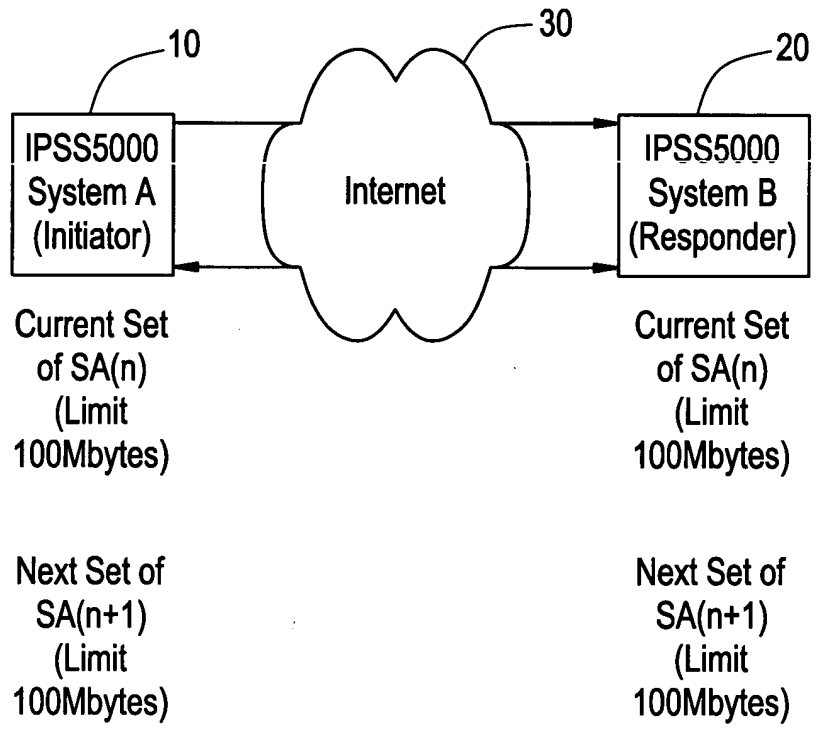 10
30
20
IPSS5000
System A
(Initiator)
Internet
IPSS5000
System B
(Responder)
Current Set
of SA(n)
(Limit
100Mbytes)
Current Set
of SA(n)
(Limit
100Mbytes)
Next Set of
SA(n+1)
(Limit
100Mbytes)
Next Set of
SA(n+1)
(Limit
100Mbytes)